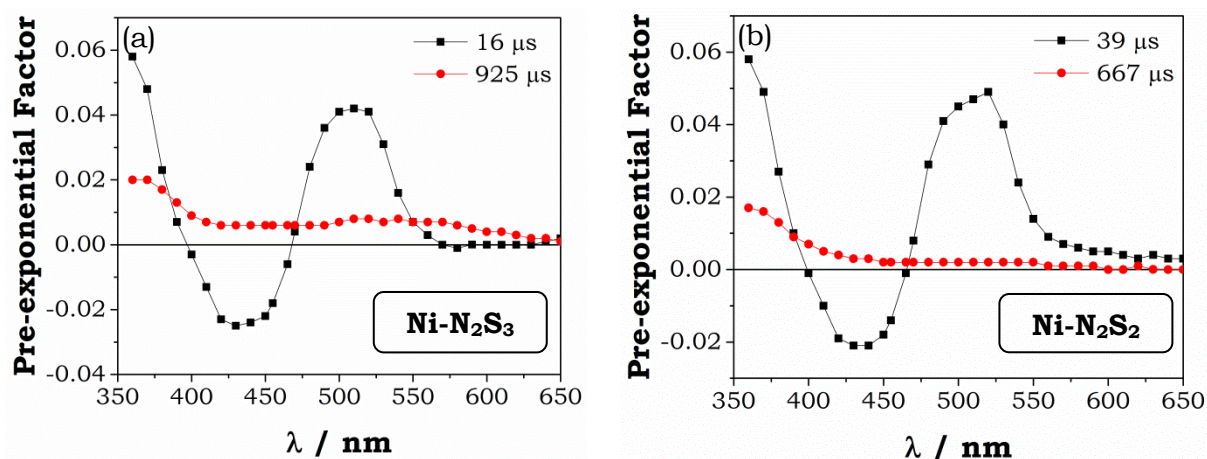 (a)
16 μs
925 μs
Pre-exponential Factor
0.06
0.04
0.02
0.00
-0.02
-0.04
Ni-N₂S₃
350 400 450 500 550 600 650
λ / nm
(b)
39 μs
667 μs
Pre-exponential Factor
0.06
0.04
0.02
0.00
-0.02
Ni-N₂S₂
350 400 450 500 550 600 650
λ / nm